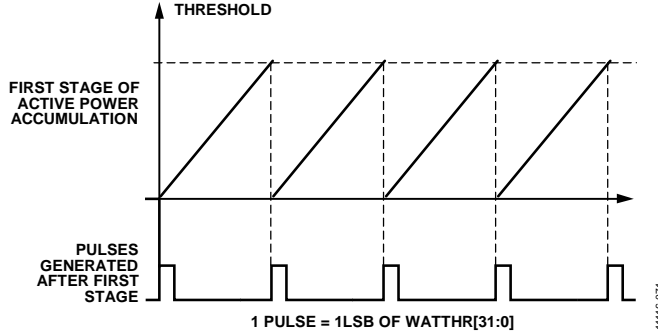 THRESHOLD
FIRST STAGE OF
ACTIVE POWER
ACCUMULATION
PULSES
GENERATED
AFTER FIRST
STAGE
1 PULSE = 1LSB OF WATTHR[31:0]